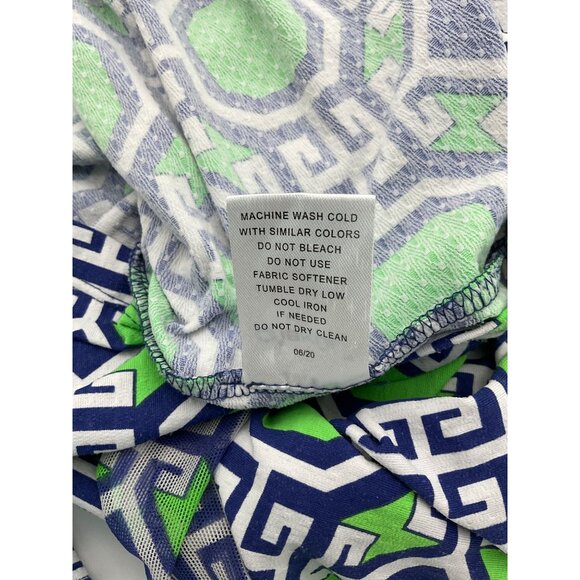 MACHINE WASH COLD
WITH SIMILAR COLORS
DO NOT BLEACH
DO NOT USE
FABRIC SOFTENER
TUMBLE DRY LOW
COOL IRON
IF NEEDED
DO NOT DRY CLEAN
06/20